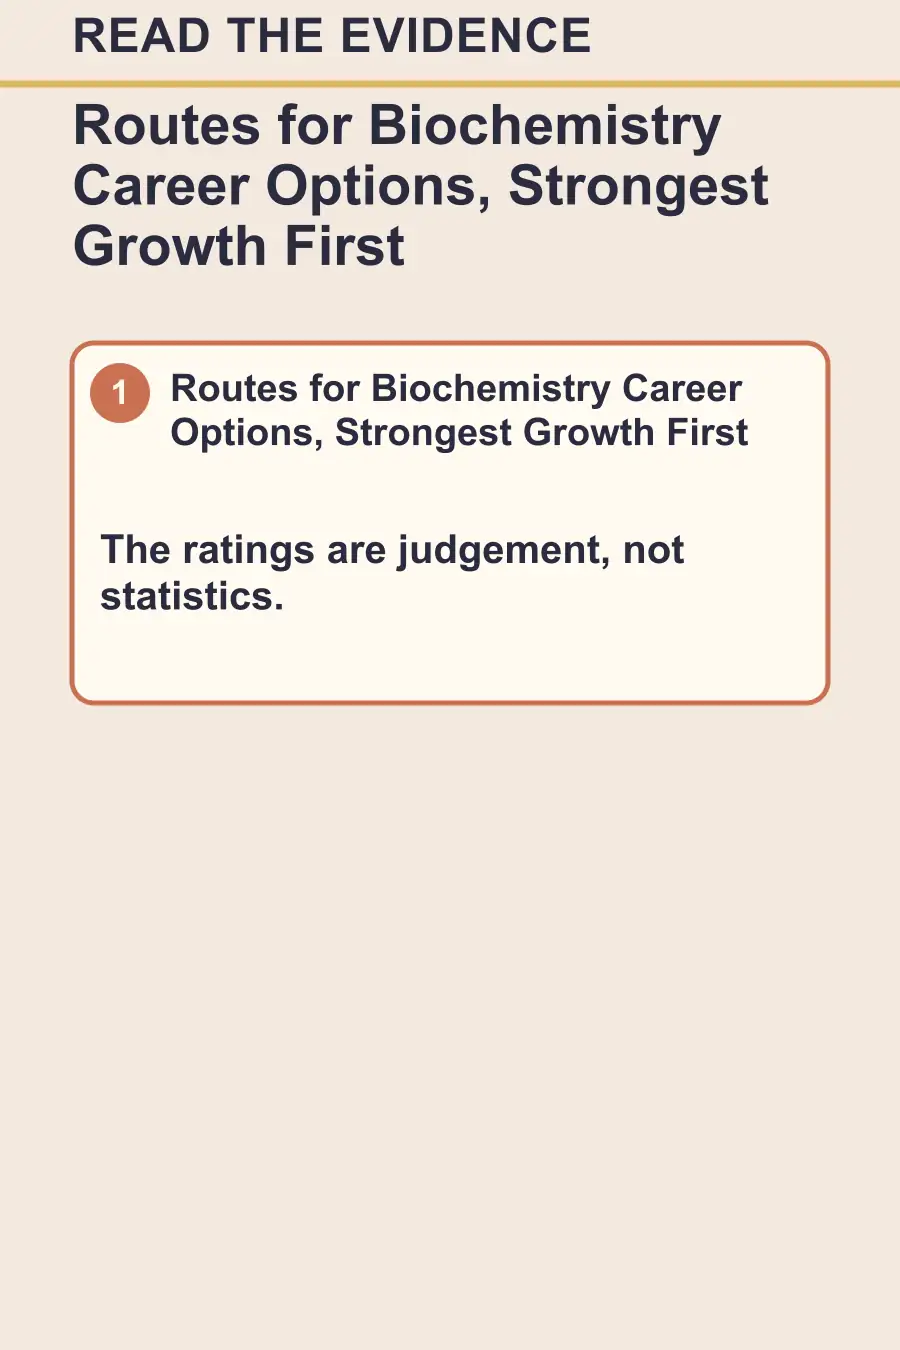 READ THE EVIDENCE
Routes for Biochemistry
Career Options, Strongest
Growth First
1
Routes for Biochemistry Career
Options, Strongest Growth First
The ratings are judgement, not
statistics.